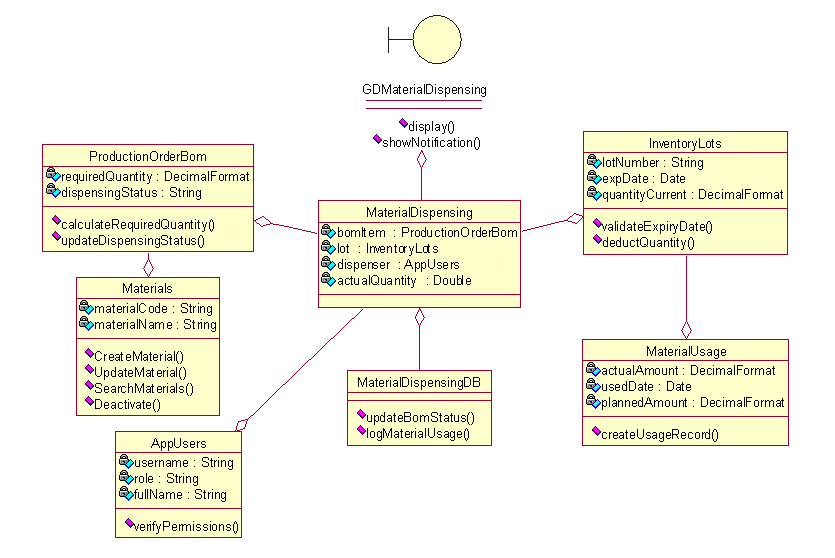 GDMaterialDispensing
display()
showNotification()
ProductionOrderBom
requiredQuantity : DecimalFormat
dispensingStatus : String
calculateRequiredQuantity()
updateDispensingStatus()
InventoryLots
lotNumber : String
expDate : Date
quantityCurrent : DecimalFormat
validateExpiryDate()
deductQuantity()
MaterialDispensing
bomItem : ProductionOrderBom
lot : InventoryLots
dispenser : AppUsers
actualQuantity : Double
Materials
materialCode : String
materialName : String
CreateMaterial()
UpdateMaterial()
SearchMaterials()
Deactivate()
MaterialUsage
actualAmount : DecimalFormat
usedDate : Date
plannedAmount : DecimalFormat
createUsageRecord()
MaterialDispensingDB
updateBomStatus()
logMaterialUsage()
AppUsers
username : String
role : String
fullName : String
verifyPermissions()